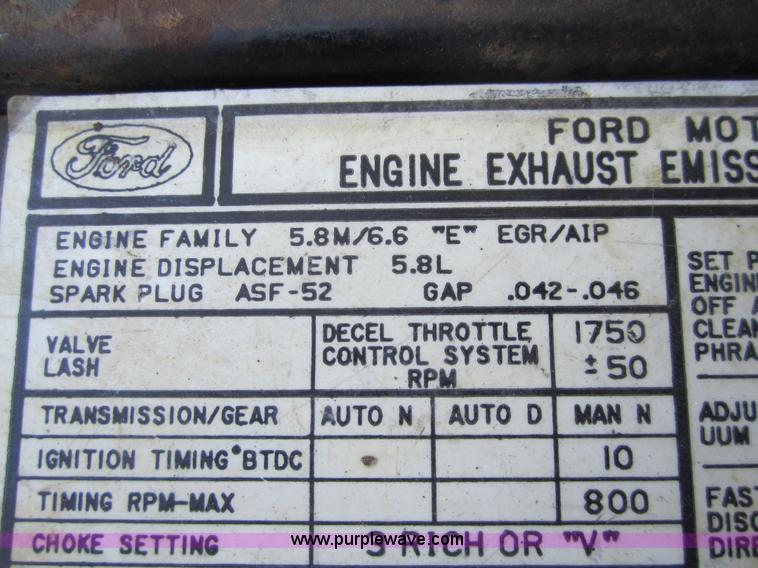 Ford
FORD MOT
ENGINE EXHAUST EMISS
ENGINE FAMILY 5.8M/6.6 "E" EGR/AIP
ENGINE DISPLACEMENT 5.8L
SPARK PLUG ASF-52 GAP .042-.046
VALVE
LASH
DECEL THROTTLE
CONTROL SYSTEM
RPM
1750
±50
TRANSMISSION/GEAR AUTO N AUTO D MAN N
IGNITION TIMING°BTDC 10
TIMING RPM-MAX 800
CHOKE SETTING 3 RICH OR "V"
SET P
ENGINE
OFF A
CLEAN
PHRA
ADJU
UUM
FAST
DISC
DIRE
www.purplewave.com